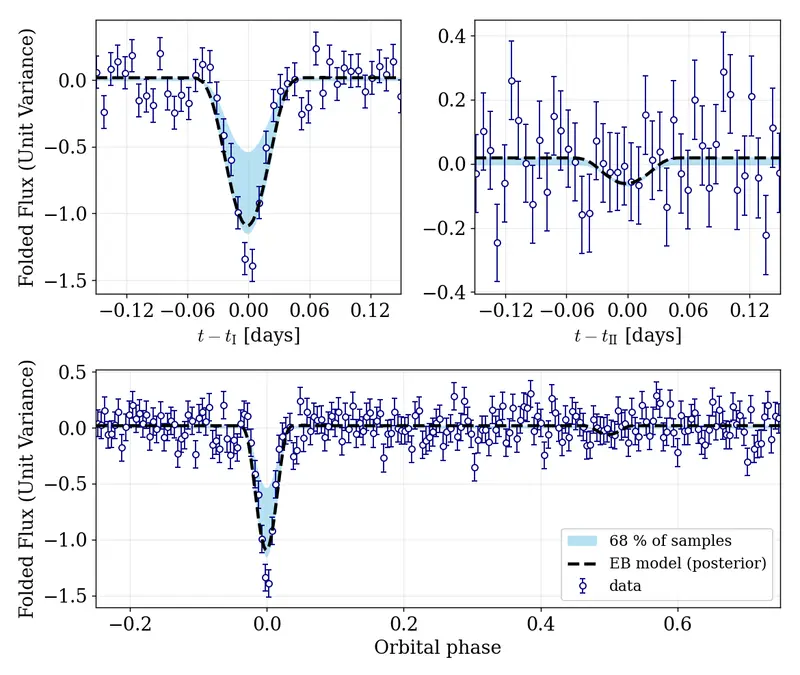 Folded Flux (Unit Variance)
0.0
−0.5
−1.0
−1.5
−0.12 −0.06 0.00 0.06 0.12
t − t_I [days]
0.4
0.2
0.0
−0.2
−0.4
−0.12 −0.06 0.00 0.06 0.12
t − t_II [days]
Folded Flux (Unit Variance)
0.5
0.0
−0.5
−1.0
−1.5
68 % of samples
EB model (posterior)
data
−0.2 0.0 0.2 0.4 0.6
Orbital phase